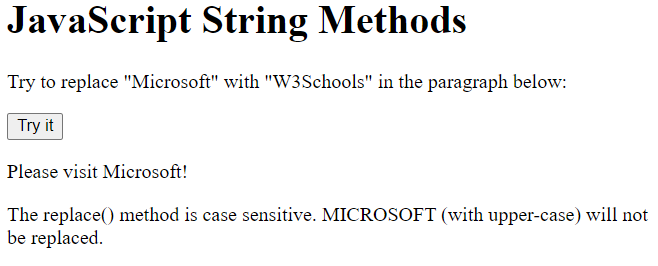 JavaScript String Methods
Try to replace "Microsoft" with "W3Schools" in the paragraph below:
Try it
Please visit Microsoft!
The replace() method is case sensitive. MICROSOFT (with upper-case) will not
be replaced.